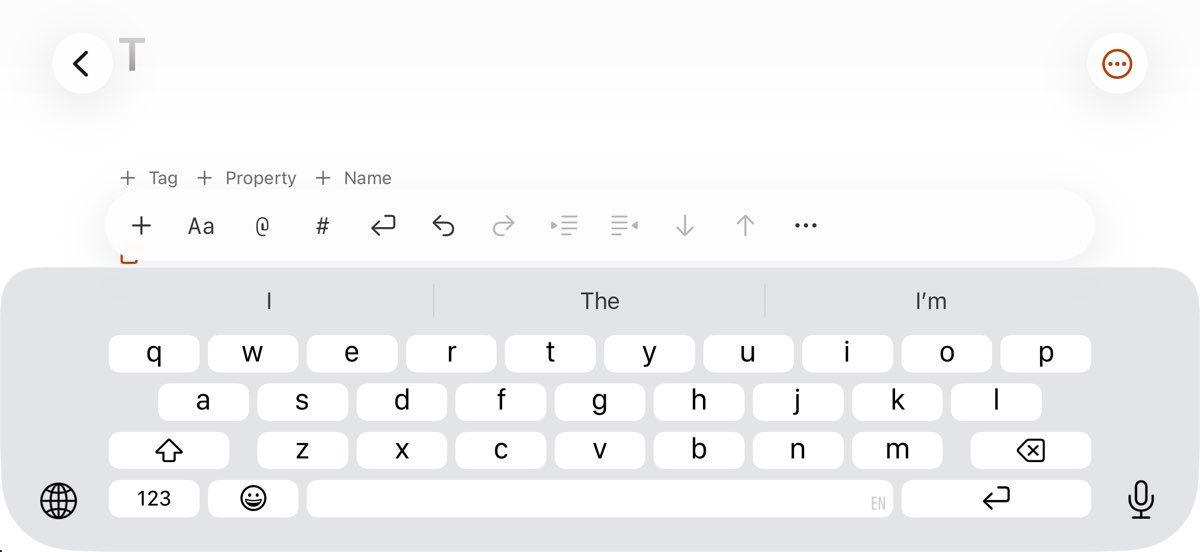 T
+ Tag + Property + Name
+ Aa @ #
I The I'm
q w e r t y u i o p
a s d f g h j k l
z x c v b n m
123 EN